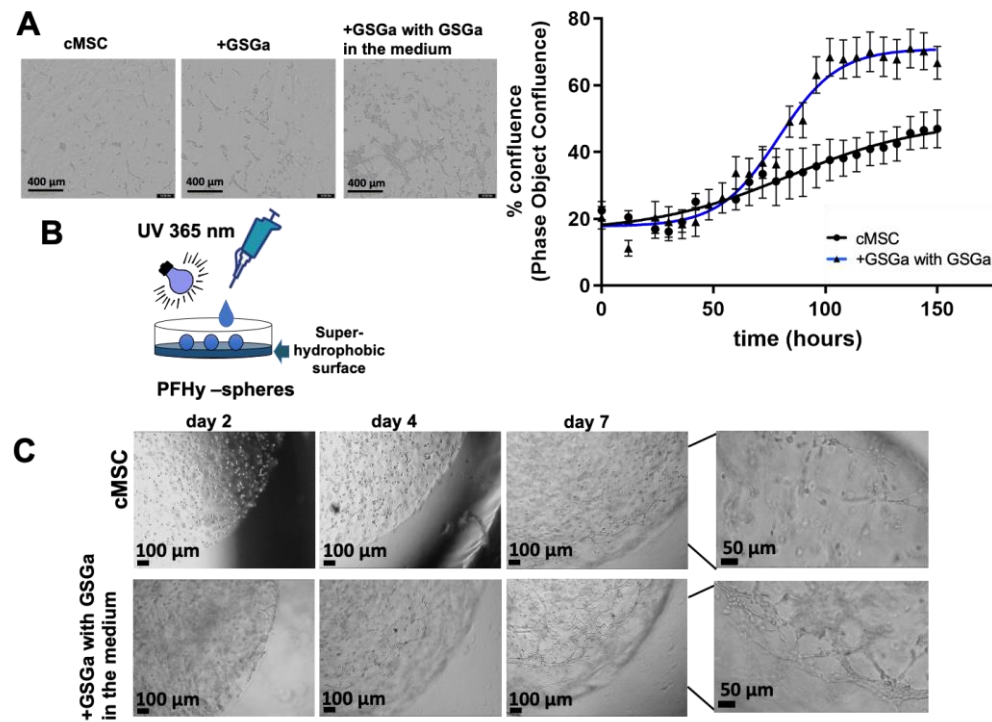 A
cMSC
+GSGa
+GSGa with GSGa
in the medium
400 µm
400 µm
400 µm
B
UV 365 nm
Super-
hydrophobic
surface
PFHy –spheres
% confluence
(Phase Object Confluence)
80
60
40
20
0
0
50
100
150
time (hours)
cMSC
+GSGa with GSGa
C
day 2
day 4
day 7
cMSC
100 µm
100 µm
100 µm
50 µm
+GSGa with GSGa
in the medium
100 µm
100 µm
100 µm
50 µm